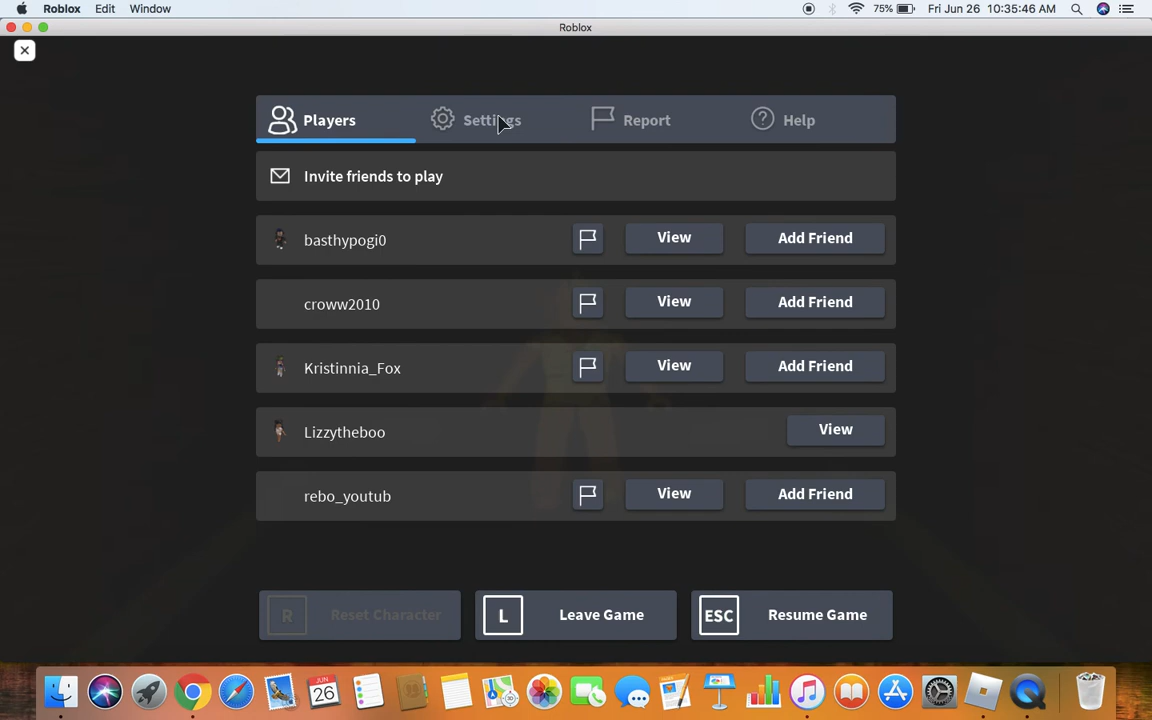 Roblox Edit Window 75% Fri Jun 26 10:35:46 AM
Roblox
Players Settings Report Help
Invite friends to play
basthypogi0 View Add Friend
croww2010 View Add Friend
Kristinnia_Fox View Add Friend
Lizzytheboo View
rebo_youtub View Add Friend
R Reset Character L Leave Game ESC Resume Game
JUN
26